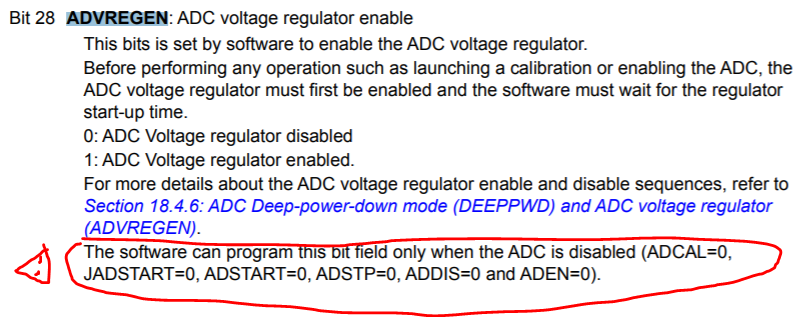 Bit 28 ADVREGEN: ADC voltage regulator enable
This bits is set by software to enable the ADC voltage regulator.
Before performing any operation such as launching a calibration or enabling the ADC, the
ADC voltage regulator must first be enabled and the software must wait for the regulator
start-up time.
0: ADC Voltage regulator disabled
1: ADC Voltage regulator enabled.
For more details about the ADC voltage regulator enable and disable sequences, refer to
Section 18.4.6: ADC Deep-power-down mode (DEEPPWD) and ADC voltage regulator
(ADVREGEN).
The software can program this bit field only when the ADC is disabled (ADCAL=0,
JADSTART=0, ADSTART=0, ADSTP=0, ADDIS=0 and ADEN=0).